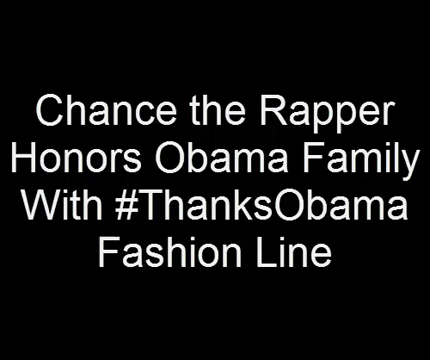 Chance the Rapper
Honors Obama Family
With #ThanksObama
Fashion Line